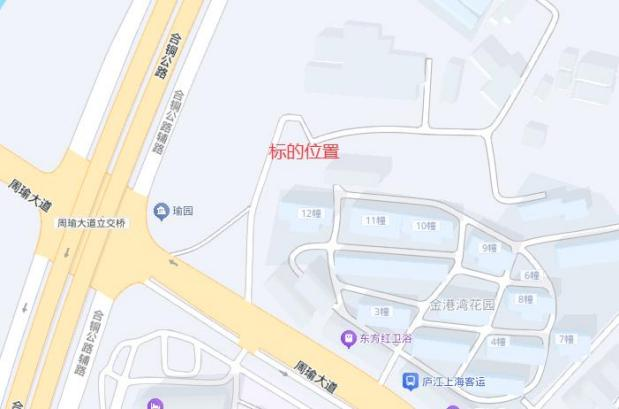 合铜公路
合铜公路辅路
标的位置
周瑜大道
瑜园
12幢
11幢
10幢
周瑜大道立交桥
9幢
6幢
金港湾花园
8幢
3幢
合铜公路辅路
东方红卫浴
4幢
7幢
周瑜大道
庐江上海客运
合